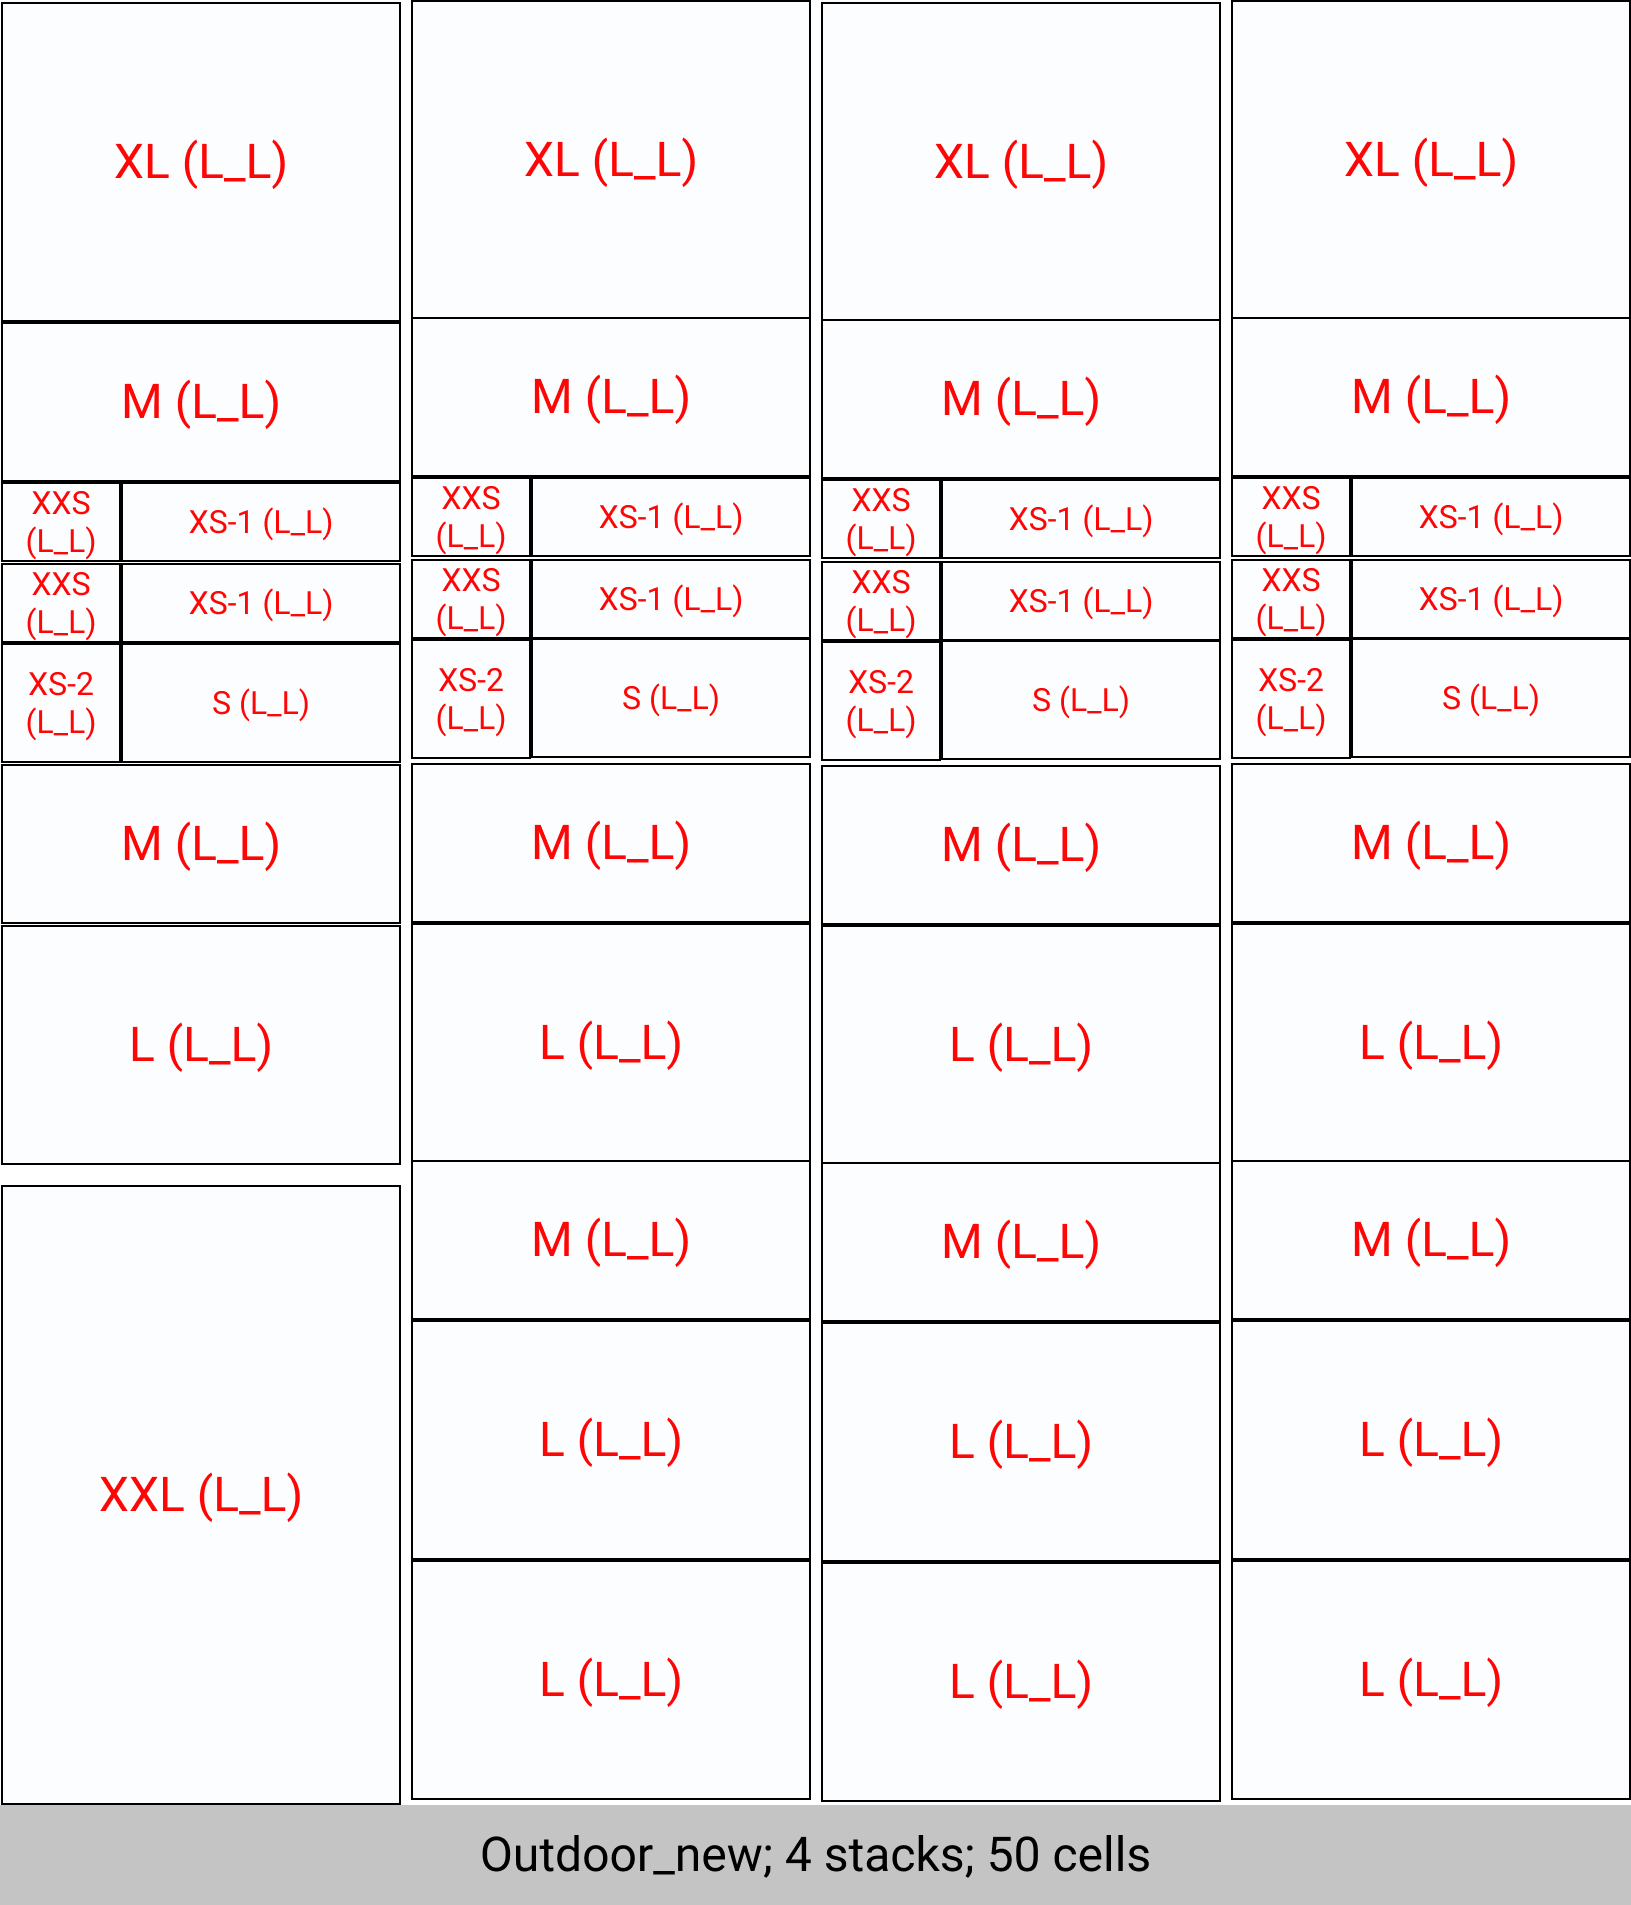 XL (L_L)
M (L_L)
XXS
(L_L)
XS-1 (L_L)
XXS
(L_L)
XS-1 (L_L)
XS-2
(L_L)
S (L_L)
M (L_L)
L (L_L)
XXL (L_L)
XL (L_L)
M (L_L)
XXS
(L_L)
XS-1 (L_L)
XXS
(L_L)
XS-1 (L_L)
XS-2
(L_L)
S (L_L)
M (L_L)
L (L_L)
M (L_L)
L (L_L)
L (L_L)
XL (L_L)
M (L_L)
XXS
(L_L)
XS-1 (L_L)
XXS
(L_L)
XS-1 (L_L)
XS-2
(L_L)
S (L_L)
M (L_L)
L (L_L)
M (L_L)
L (L_L)
L (L_L)
XL (L_L)
M (L_L)
XXS
(L_L)
XS-1 (L_L)
XXS
(L_L)
XS-1 (L_L)
XS-2
(L_L)
S (L_L)
M (L_L)
L (L_L)
M (L_L)
L (L_L)
L (L_L)
Outdoor_new; 4 stacks; 50 cells